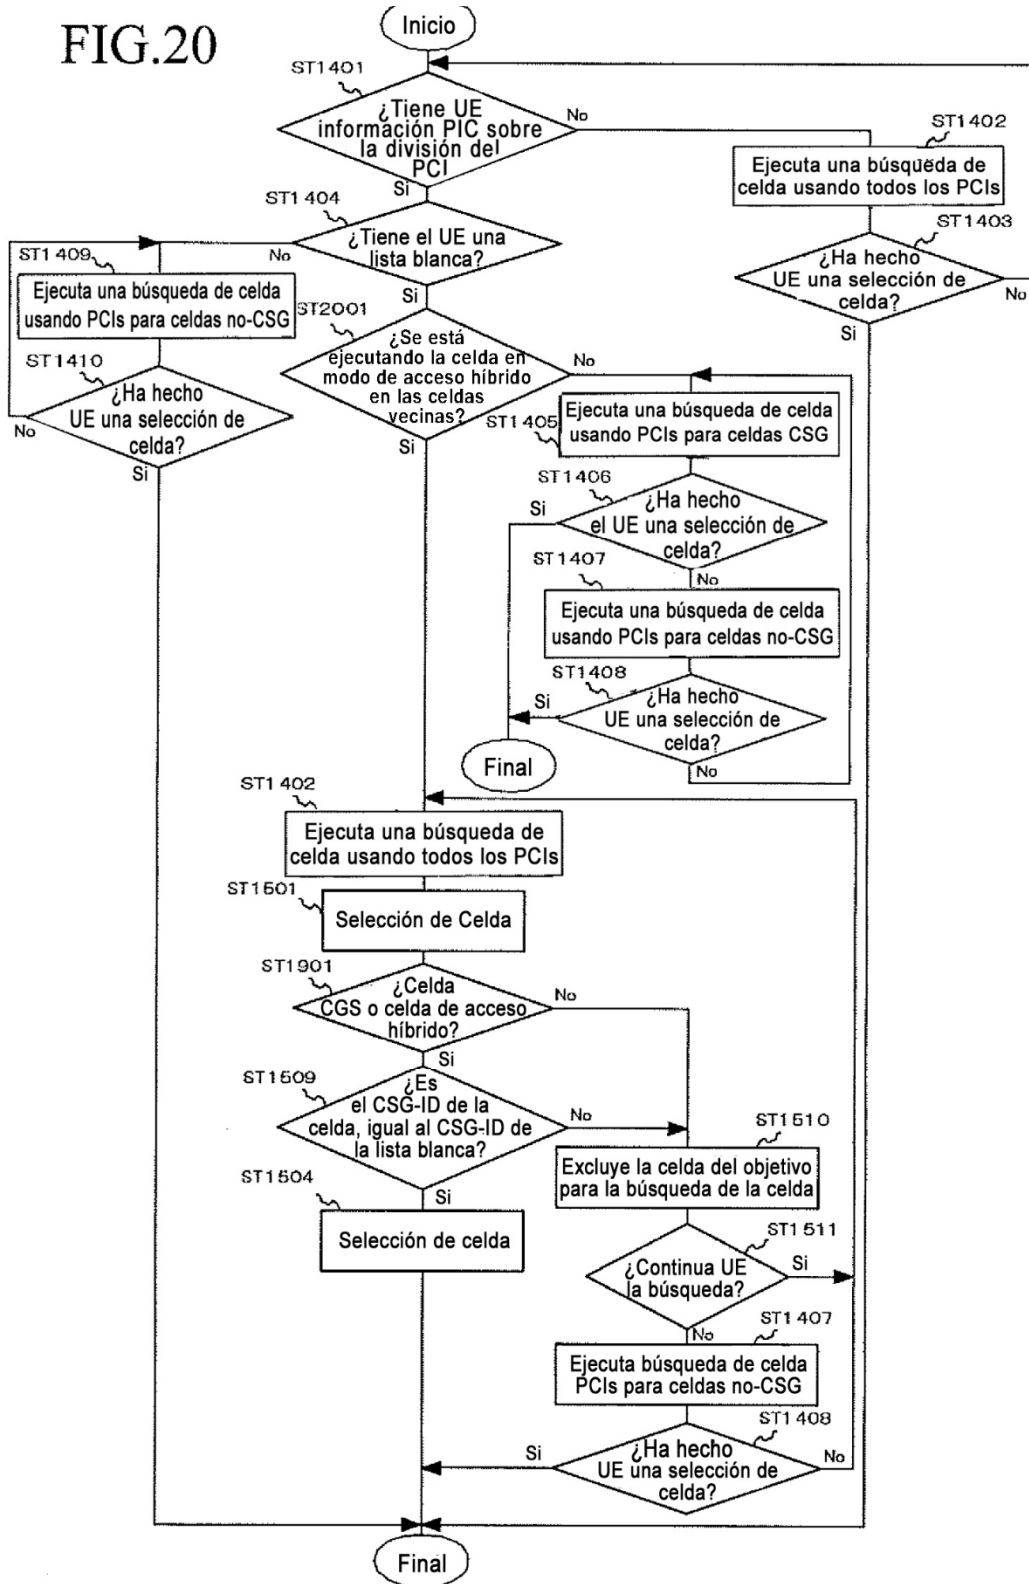 FIG.20
Inicio
ST1401
¿Tiene UE
información PIC sobre
la división del
PCI
No
Si
ST1402
Ejecuta una búsqueda de
celda usando todos los PCIs
ST1403
¿Ha hecho
UE una selección de
celda?
No
Si
ST1404
¿Tiene el UE una
lista blanca?
No
Si
ST1409
Ejecuta una búsqueda de celda
usando PCIs para celdas no-CSG
ST1410
¿Ha hecho
UE una selección de
celda?
No
Si
ST2001
¿Se está
ejecutando la celda en
modo de acceso híbrido
en las celdas
vecinas?
No
Si
ST1405
Ejecuta una búsqueda de celda
usando PCIs para celdas CSG
ST1406
¿Ha hecho
el UE una selección de
celda?
Si
No
ST1407
Ejecuta una búsqueda de celda
usando PCIs para celdas no-CSG
ST1408
¿Ha hecho
UE una selección de
celda?
Si
No
Final
ST1402
Ejecuta una búsqueda de
celda usando todos los PCIs
ST1501
Selección de Celda
ST1901
¿Celda
CGS o celda de acceso
híbrido?
No
Si
ST1509
¿Es
el CSG-ID de la
celda, igual al CSG-ID de
la lista blanca?
No
Si
ST1504
Selección de celda
ST1510
Excluye la celda del objetivo
para la búsqueda de la celda
ST1511
¿Continua UE
la búsqueda?
Si
No
ST1407
Ejecuta búsqueda de celda
PCIs para celdas no-CSG
ST1408
¿Ha hecho
UE una selección de
celda?
Si
No
Final